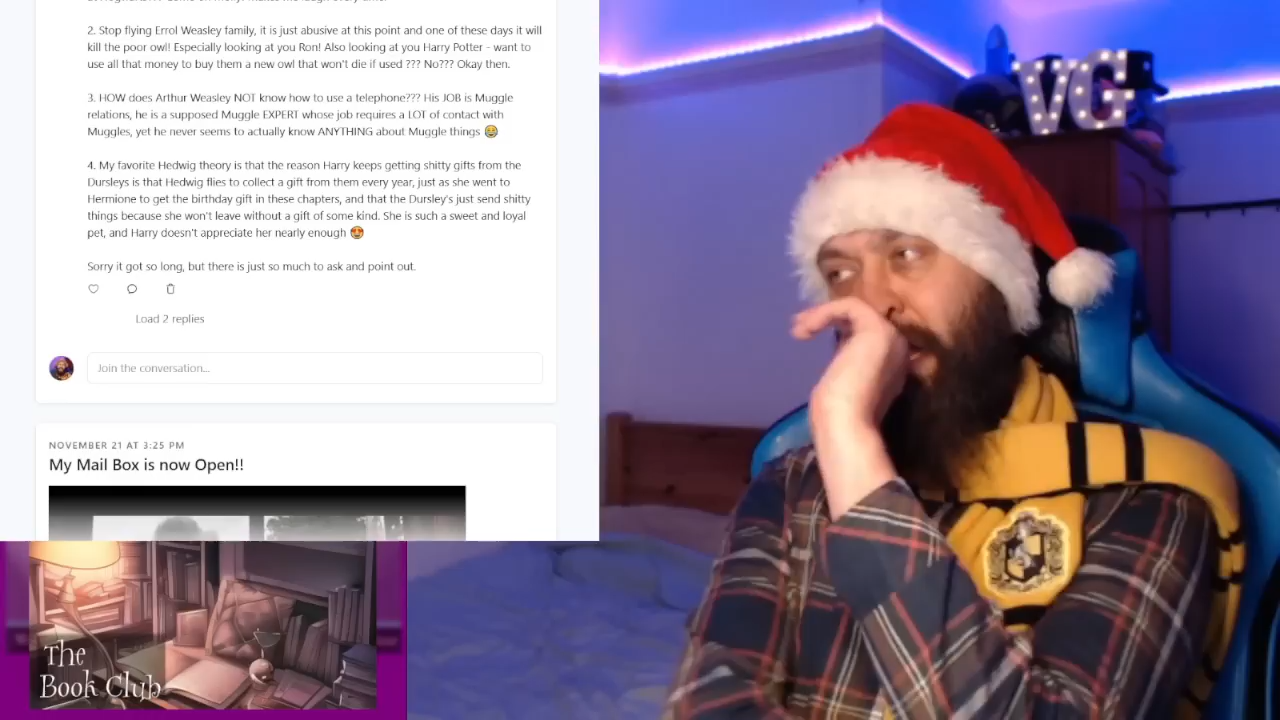 2. Stop flying Errol Weasley family, it is just abusive at this point and one of these days it will
kill the poor owl! Especially looking at you Ron! Also looking at you Harry Potter - want to
use all that money to buy them a new owl that won't die if used ??? No??? Okay then.
3. HOW does Arthur Weasley NOT know how to use a telephone??? His JOB is Muggle
relations, he is a supposed Muggle EXPERT whose job requires a LOT of contact with
Muggles, yet he never seems to actually know ANYTHING about Muggle things 😂
4. My favorite Hedwig theory is that the reason Harry keeps getting shitty gifts from the
Dursleys is that Hedwig flies to collect a gift from them every year, just as she went to
Hermione to get the birthday gift in these chapters, and that the Dursley's just send shitty
things because she won't leave without a gift of some kind. She is such a sweet and loyal
pet, and Harry doesn't appreciate her nearly enough 😍
Sorry it got so long, but there is just so much to ask and point out.
Load 2 replies
Join the conversation...
NOVEMBER 21 AT 3:25 PM
My Mail Box is now Open!!
The
Book Club
VG